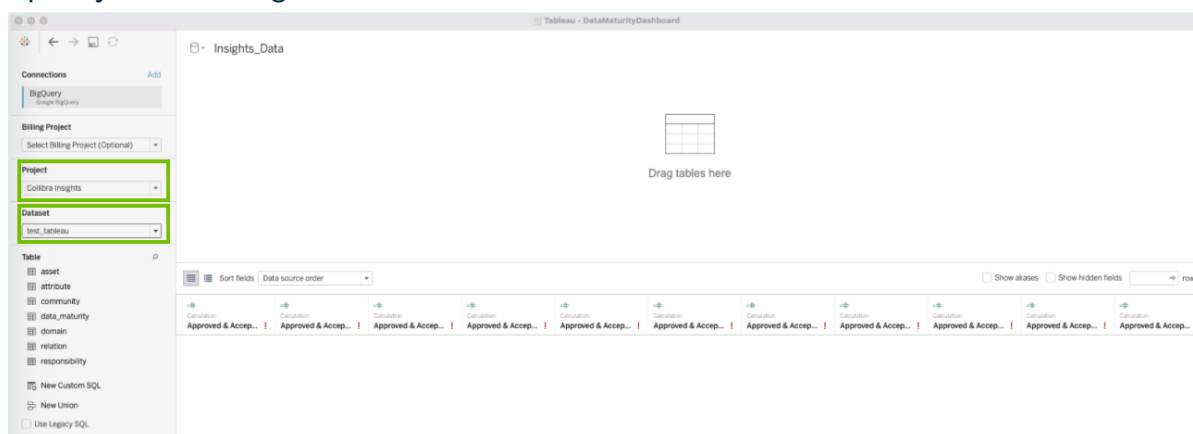 Tableau - DataMaturityDashboard
Insights_Data
Connections Add
BigQuery
Google BigQuery
Billing Project
Select Billing Project (Optional)
Project
Collibra Insights
Dataset
test_tableau
Table
asset
attribute
community
data_maturity
domain
relation
responsibility
New Custom SQL
New Union
Use Legacy SQL
Drag tables here
Sort fields Data source order Show aliases Show hidden fields
Calculation Calculation Calculation Calculation Calculation Calculation Calculation Calculation Calculation Calculation Calculation
Approved & Accep... ! Approved & Accep... ! Approved & Accep... ! Approved & Accep... ! Approved & Accep... ! Approved & Accep... ! Approved & Accep... ! Approved & Accep... ! Approved & Accep... ! Approved & Accep... ! Approved & Accep...